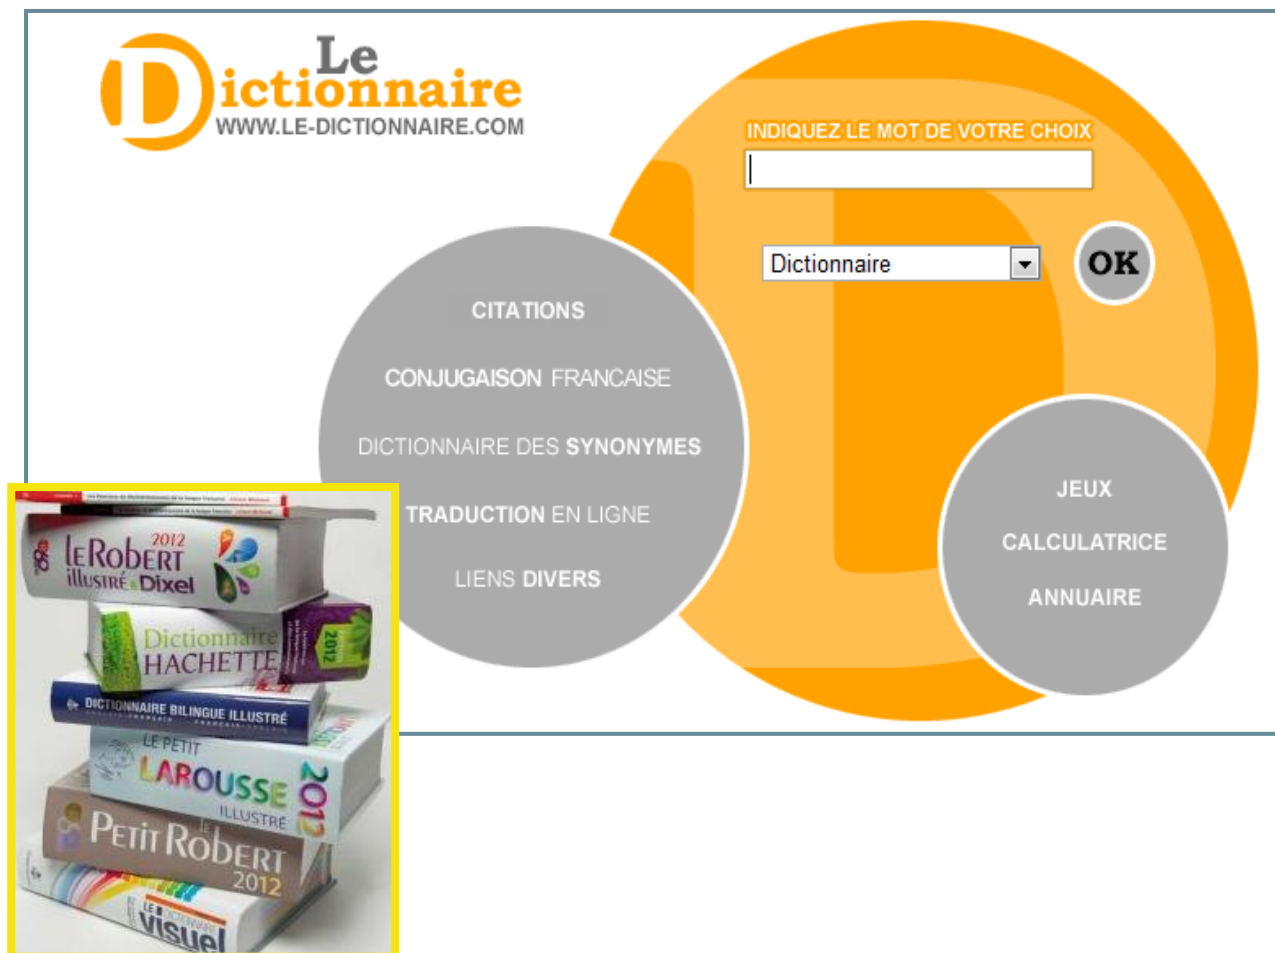 Le
Dictionnaire
WWW.LE-DICTIONNAIRE.COM
INDIQUEZ LE MOT DE VOTRE CHOIX
Dictionnaire
OK
CITATIONS
CONJUGAISON FRANCAISE
DICTIONNAIRE DES SYNONYMES
TRADUCTION EN LIGNE
LIENS DIVERS
JEUX
CALCULATRICE
ANNUAIRE
2012
LE ROBERT
illustré & Dixel
60
Dictionnaire
HACHETTE
2012
DICTIONNAIRE BILINGUE ILLUSTRÉ
LE PETIT
LAROUSSE
ILLUSTRÉ
2012
le
PETIT ROBERT
2012
LE DICTIONNAIRE
VISUEL